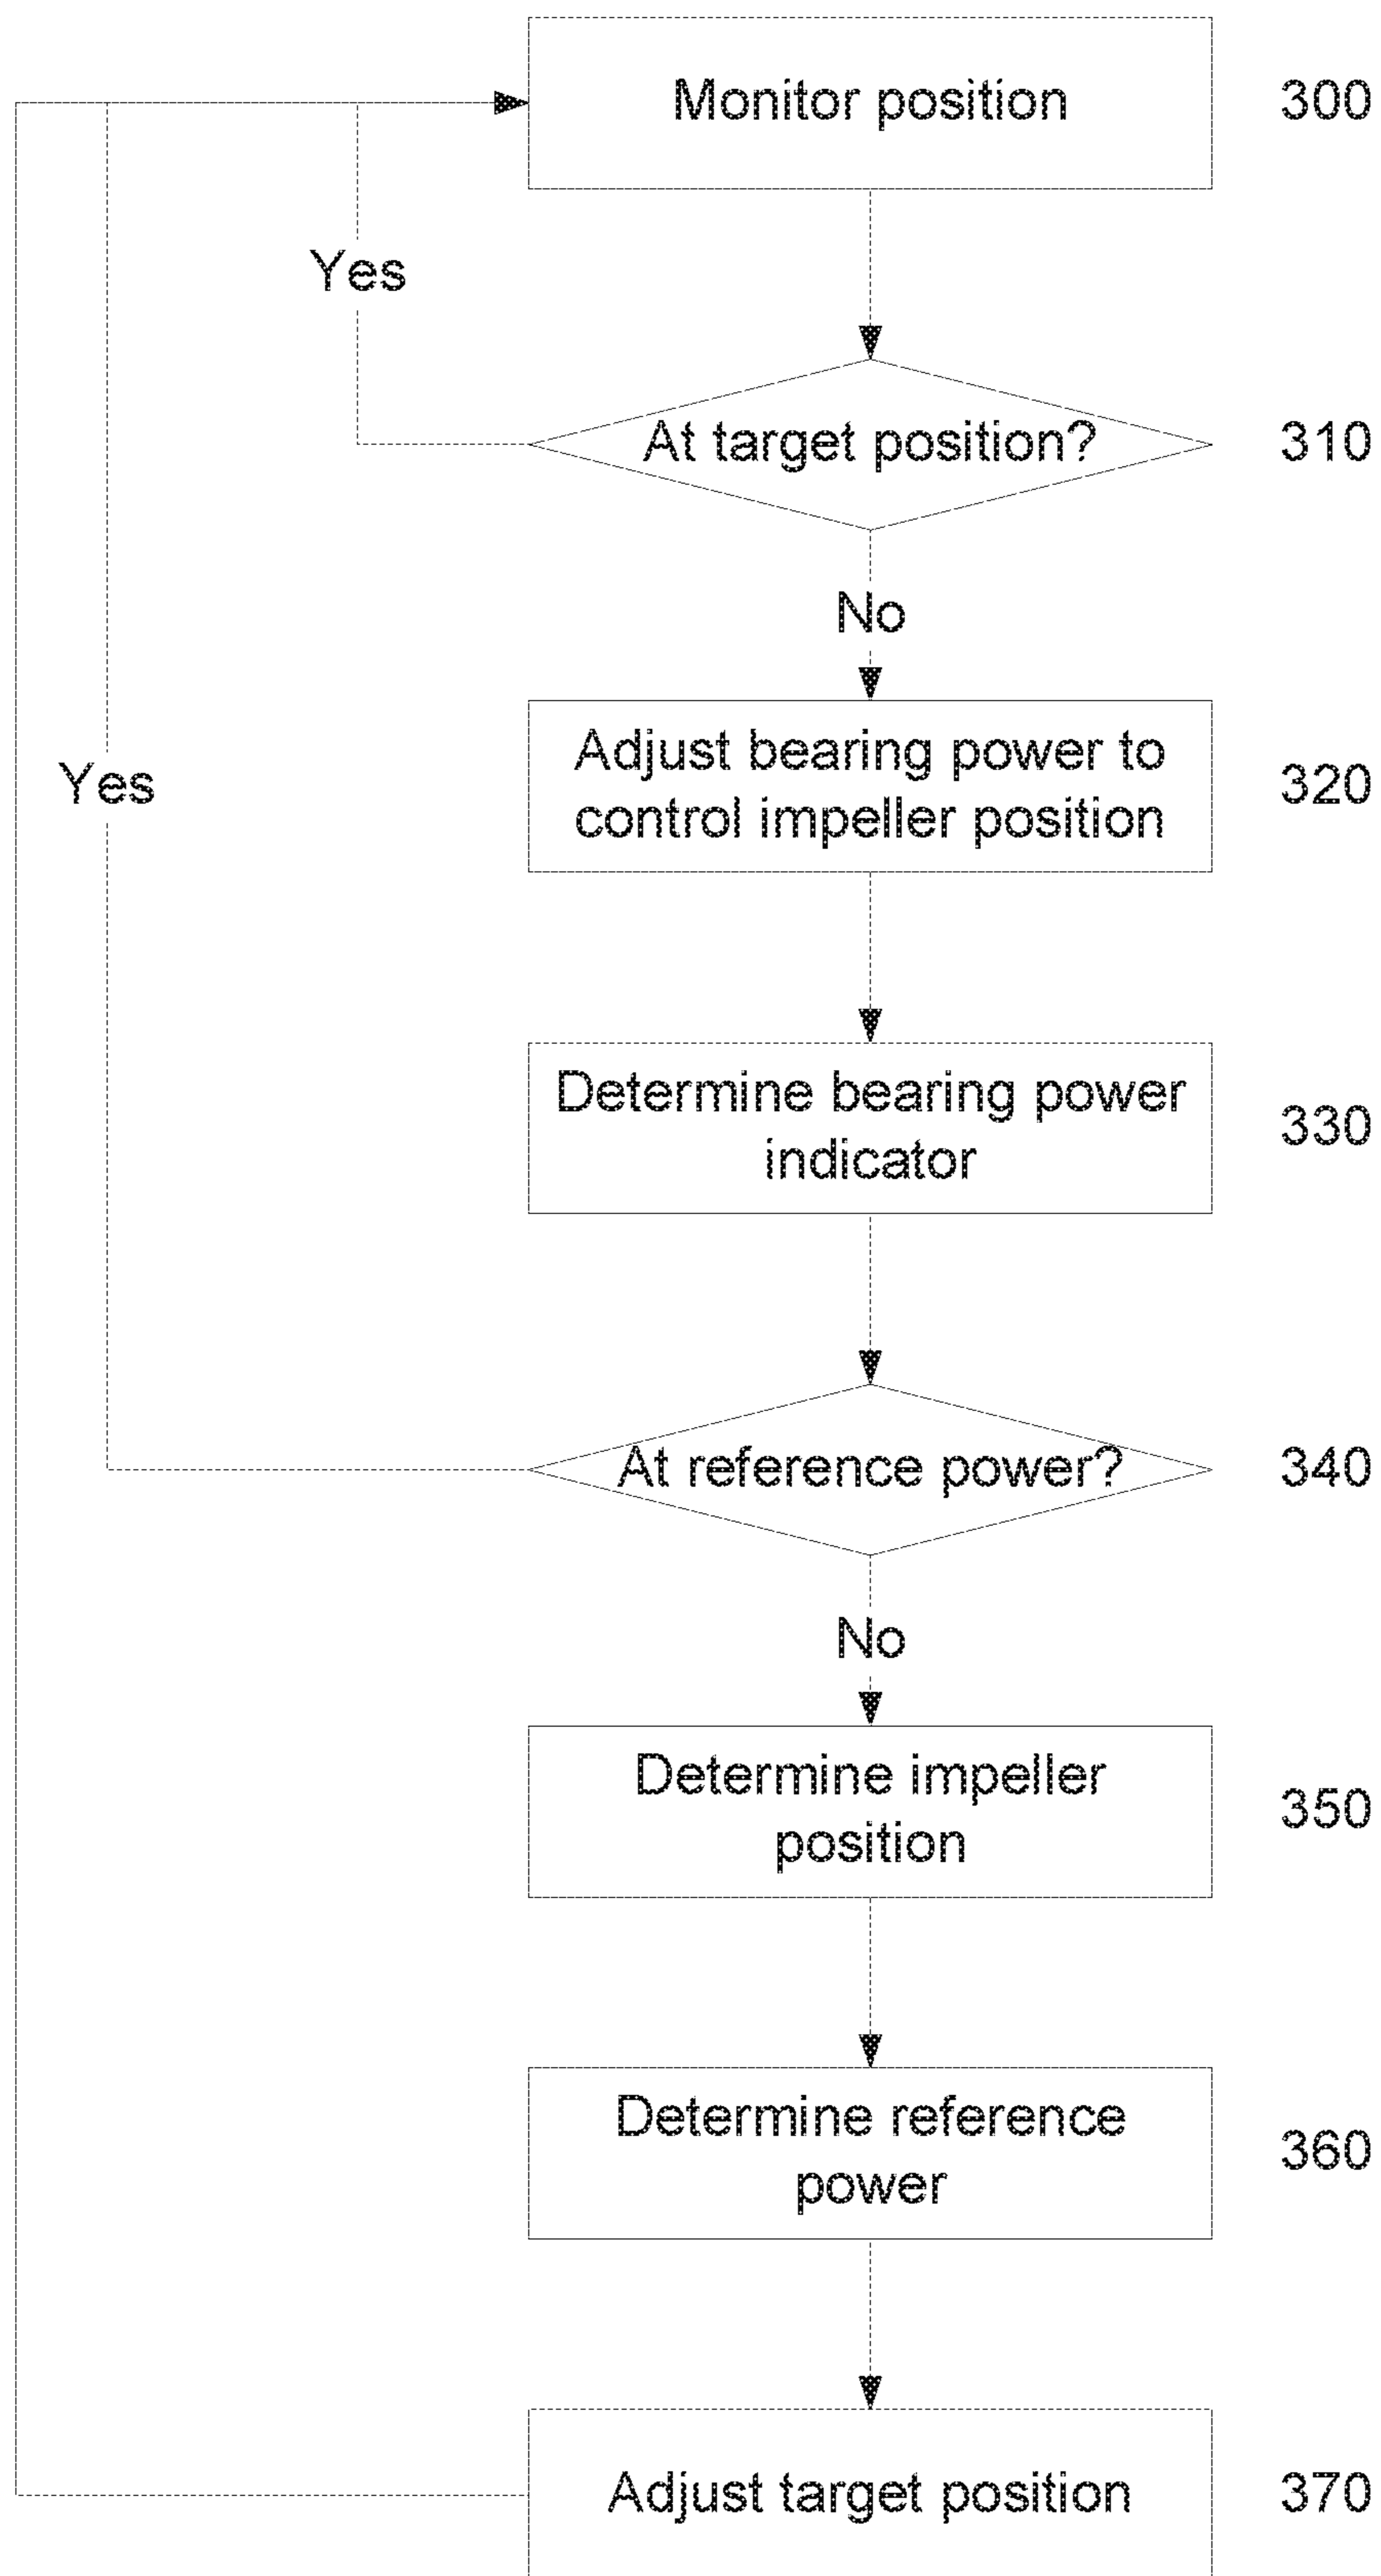 Monitor position
300
Yes
At target position?
310
No
Adjust bearing power to
control impeller position
320
Yes
Determine bearing power
indicator
330
At reference power?
340
No
Determine impeller
position
350
Determine reference
power
360
Adjust target position
370